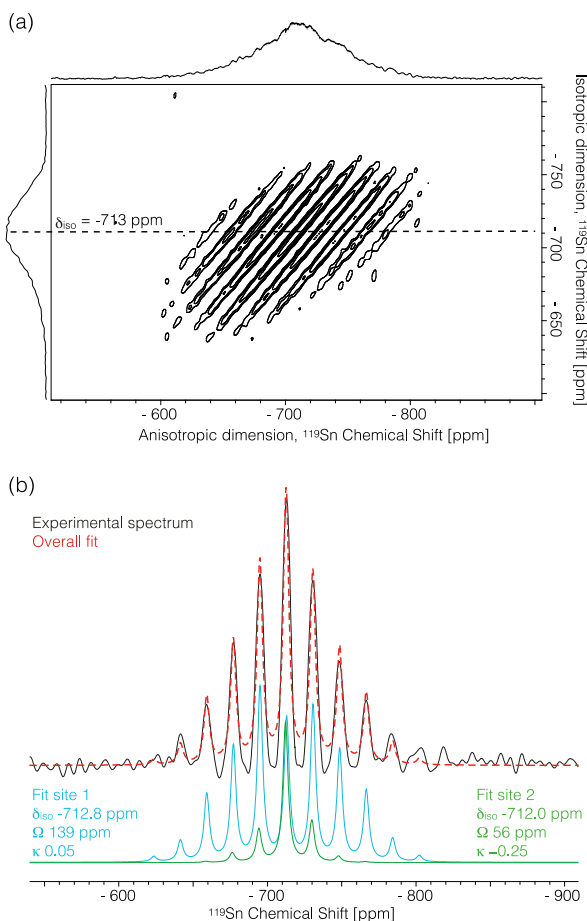 (a)
Isotropic dimension, ¹¹⁹Sn Chemical Shift [ppm]
- 750
- 700
- 650
δiso = -713 ppm
- 600
- 700
- 800
Anisotropic dimension, ¹¹⁹Sn Chemical Shift [ppm]
(b)
Experimental spectrum
Overall fit
Fit site 1
δiso -712.8 ppm
Ω 139 ppm
κ 0.05
Fit site 2
δiso -712.0 ppm
Ω 56 ppm
κ -0.25
- 600
- 700
- 800
- 900
¹¹⁹Sn Chemical Shift [ppm]